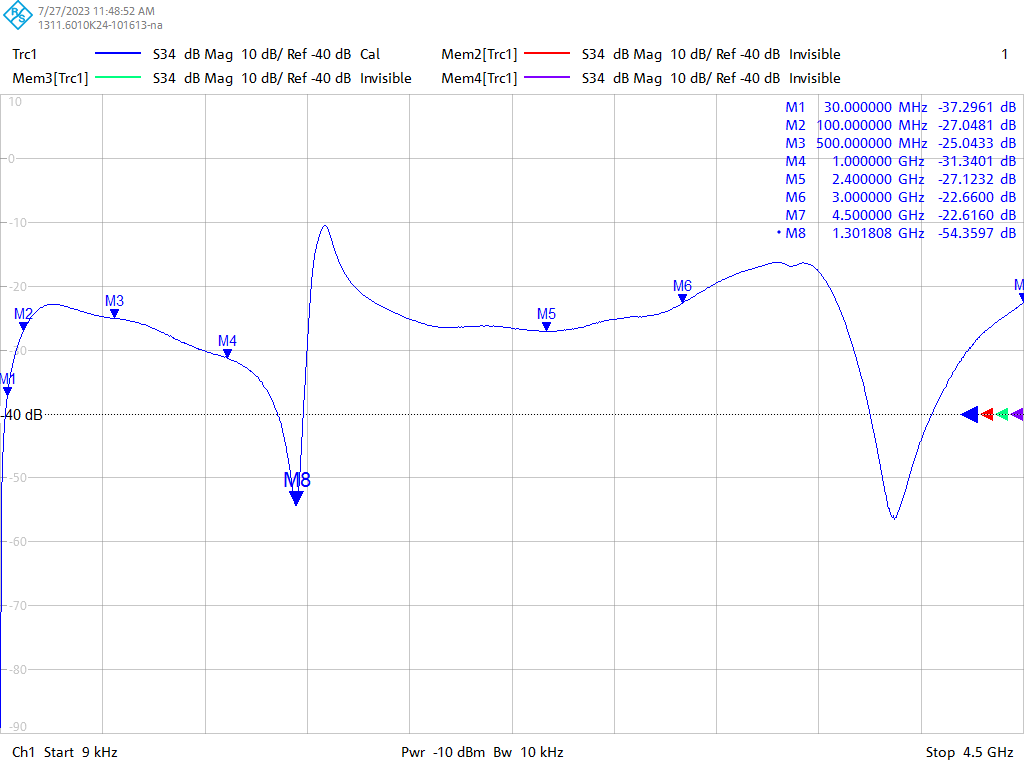 7/27/2023 11:48:52 AM
1311.6010K24-101613-na
Trc1 S34 dB Mag 10 dB/ Ref -40 dB Cal Mem2[Trc1] S34 dB Mag 10 dB/ Ref -40 dB Invisible 1
Mem3[Trc1] S34 dB Mag 10 dB/ Ref -40 dB Invisible Mem4[Trc1] S34 dB Mag 10 dB/ Ref -40 dB Invisible
10
M1 30.000000 MHz -37.2961 dB
M2 100.000000 MHz -27.0481 dB
M3 500.000000 MHz -25.0433 dB
M4 1.000000 GHz -31.3401 dB
M5 2.400000 GHz -27.1232 dB
M6 3.000000 GHz -22.6600 dB
M7 4.500000 GHz -22.6160 dB
• M8 1.301808 GHz -54.3597 dB
0
-10
-20
M6
M
M3
M2
M5
M4
-30
M1
-40 dB
-50
M8
-60
-70
-80
-90
Ch1 Start 9 kHz Pwr -10 dBm Bw 10 kHz Stop 4.5 GHz